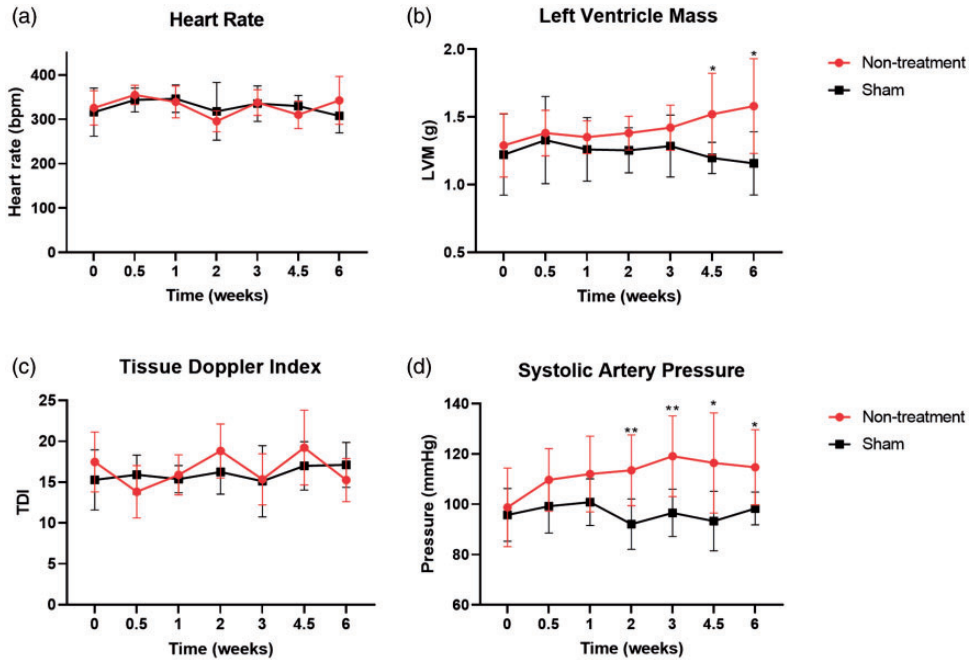 (a)
Heart Rate
Heart rate (bpm)
400
300
200
100
0
0 0.5 1 2 3 4.5 6
Time (weeks)
(b)
Left Ventricle Mass
LVM (g)
2.0
1.5
1.0
0.5
* *
0 0.5 1 2 3 4.5 6
Time (weeks)
Non-treatment
Sham
(c)
Tissue Doppler Index
TDI
25
20
15
10
5
0
0 0.5 1 2 3 4.5 6
Time (weeks)
(d)
Systolic Artery Pressure
Pressure (mmHg)
140
120
100
80
60
** ** * *
0 0.5 1 2 3 4.5 6
Time (weeks)
Non-treatment
Sham